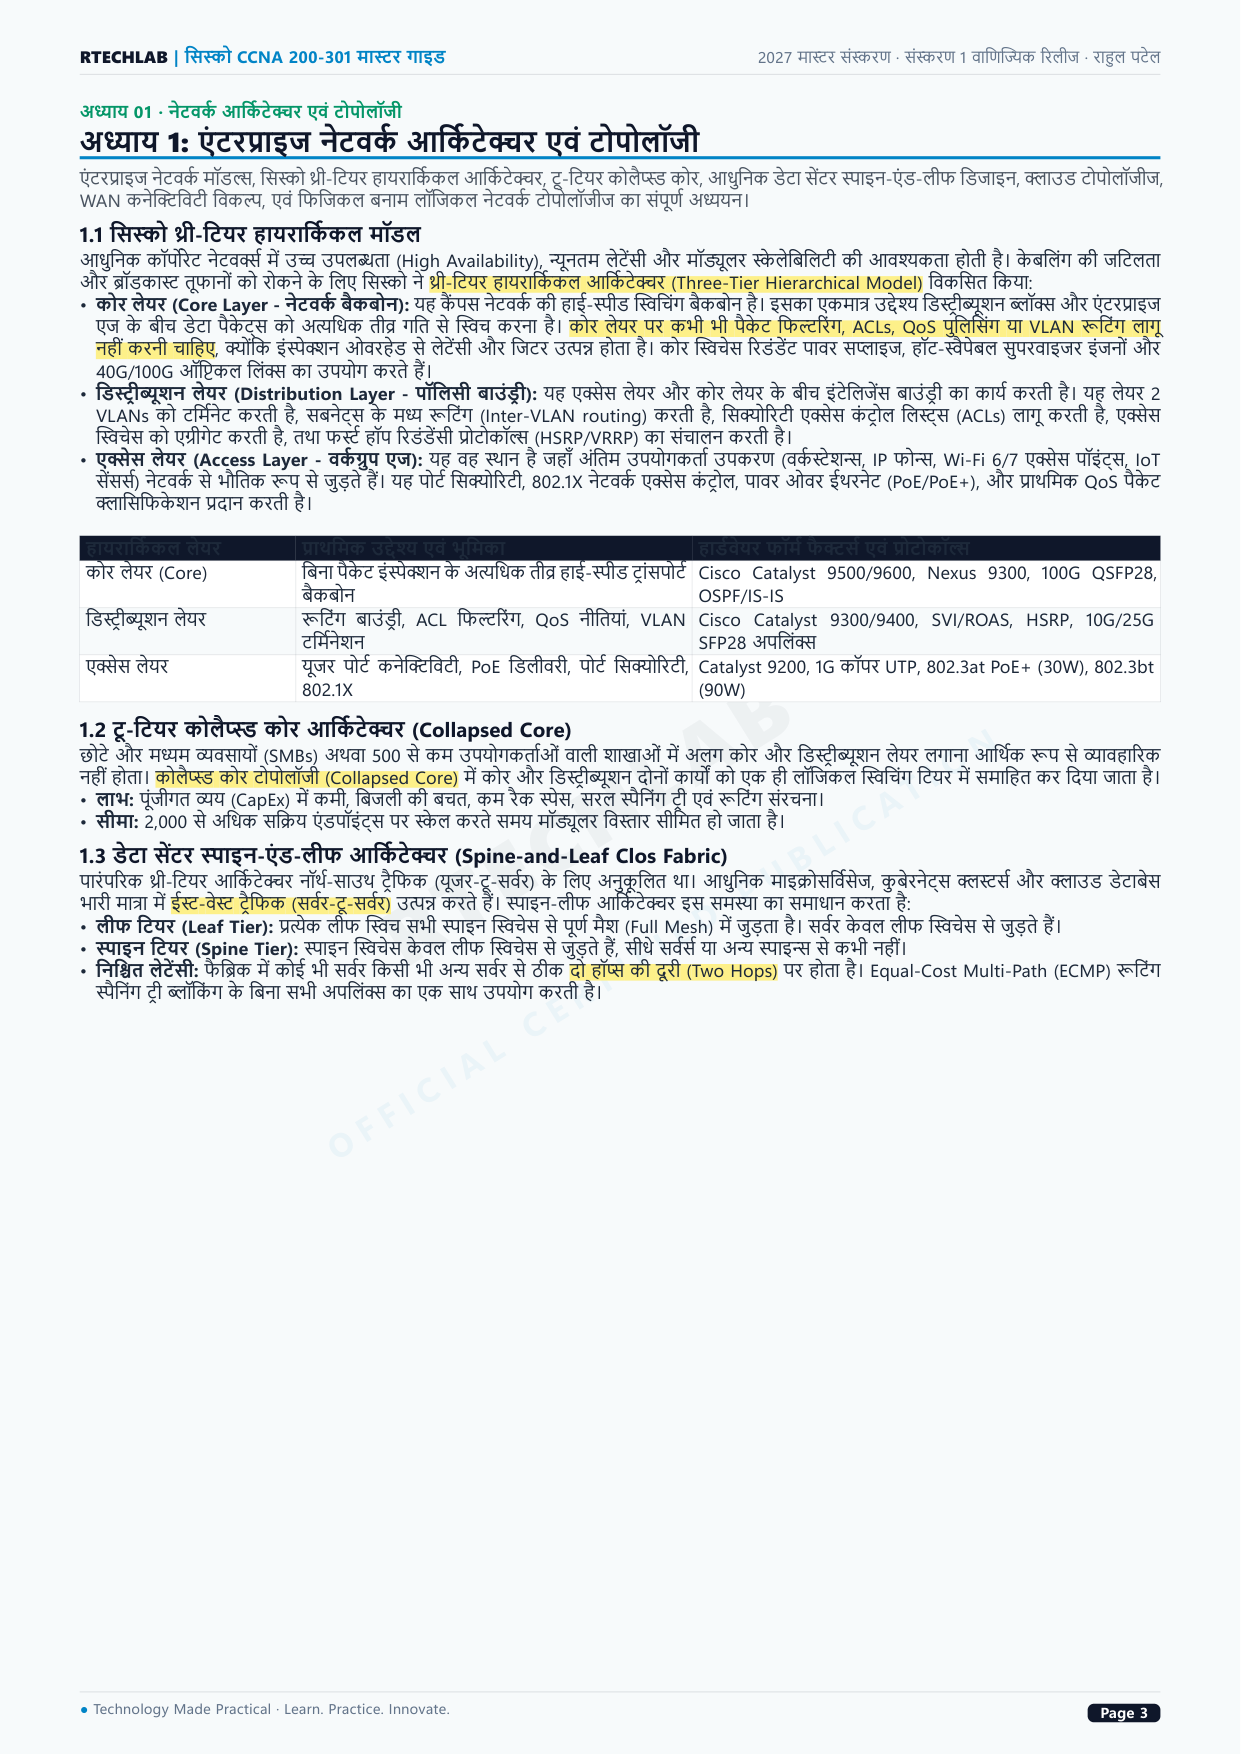 RTECHLAB | सिस्को CCNA 200-301 मास्टर गाइड
2027 मास्टर संस्करण · संस्करण 1 वाणिज्यिक रिलीज · राहुल पटेल
अध्याय 01 · नेटवर्क आर्किटेक्चर एवं टोपोलॉजी
अध्याय 1: एंटरप्राइज नेटवर्क आर्किटेक्चर एवं टोपोलॉजी
एंटरप्राइज नेटवर्क मॉडल्स, सिस्को थ्री-टियर हायरार्किकल आर्किटेक्चर, टू-टियर कोलैप्स्ड कोर, आधुनिक डेटा सेंटर स्पाइन-एंड-लीफ डिजाइन, क्लाउड टोपोलॉजीज,
WAN कनेक्टिविटी विकल्प, एवं फिजिकल बनाम लॉजिकल नेटवर्क टोपोलॉजीज का संपूर्ण अध्ययन।
1.1 सिस्को थ्री-टियर हायरार्किकल मॉडल
आधुनिक कॉर्पोरेट नेटवर्क्स में उच्च उपलब्धता (High Availability), न्यूनतम लेटेंसी और मॉड्यूलर स्केलेबिलिटी की आवश्यकता होती है। केबलिंग की जटिलता
और ब्रॉडकास्ट तूफानों को रोकने के लिए सिस्को ने थ्री-टियर हायरार्किकल आर्किटेक्चर (Three-Tier Hierarchical Model) विकसित किया:
• कोर लेयर (Core Layer - नेटवर्क बैकबोन): यह कैंपस नेटवर्क की हाई-स्पीड स्विचिंग बैकबोन है। इसका एकमात्र उद्देश्य डिस्ट्रीब्यूशन ब्लॉक्स और एंटरप्राइज
एज के बीच डेटा पैकेट्स को अत्यधिक तीव्र गति से स्विच करना है। कोर लेयर पर कभी भी पैकेट फिल्टरिंग, ACLs, QoS पुलिसिंग या VLAN रूटिंग लागू
नहीं करनी चाहिए, क्योंकि इंस्पेक्शन ओवरहेड से लेटेंसी और जिटर उत्पन्न होता है। कोर स्विचेस रिडंडेंट पावर सप्लाइज, हॉट-स्वैपेबल सुपरवाइजर इंजनों और
40G/100G ऑप्टिकल लिंक्स का उपयोग करते हैं।
• डिस्ट्रीब्यूशन लेयर (Distribution Layer - पॉलिसी बाउंड्री): यह एक्सेस लेयर और कोर लेयर के बीच इंटेलिजेंस बाउंड्री का कार्य करती है। यह लेयर 2
VLANs को टर्मिनेट करती है, सबनेट्स के मध्य रूटिंग (Inter-VLAN routing) करती है, सिक्योरिटी एक्सेस कंट्रोल लिस्ट्स (ACLs) लागू करती है, एक्सेस
स्विचेस को एग्रीगेट करती है, तथा फर्स्ट हॉप रिडंडेंसी प्रोटोकॉल्स (HSRP/VRRP) का संचालन करती है।
• एक्सेस लेयर (Access Layer - वर्कग्रुप एज): यह वह स्थान है जहाँ अंतिम उपयोगकर्ता उपकरण (वर्कस्टेशन्स, IP फोन्स, Wi-Fi 6/7 एक्सेस पॉइंट्स, IoT
सेंसर्स) नेटवर्क से भौतिक रूप से जुड़ते हैं। यह पोर्ट सिक्योरिटी, 802.1X नेटवर्क एक्सेस कंट्रोल, पावर ओवर ईथरनेट (PoE/PoE+), और प्राथमिक QoS पैकेट
क्लासिफिकेशन प्रदान करती है।
हायरार्किकल लेयर प्राथमिक उद्देश्य एवं भूमिका हार्डवेयर फॉर्म फैक्टर्स एवं प्रोटोकॉल्स
कोर लेयर (Core) बिना पैकेट इंस्पेक्शन के अत्यधिक तीव्र हाई-स्पीड ट्रांसपोर्ट Cisco Catalyst 9500/9600, Nexus 9300, 100G QSFP28,
बैकबोन OSPF/IS-IS
डिस्ट्रीब्यूशन लेयर रूटिंग बाउंड्री, ACL फिल्टरिंग, QoS नीतियां, VLAN Cisco Catalyst 9300/9400, SVI/ROAS, HSRP, 10G/25G
टर्मिनेशन SFP28 अपलिंक्स
एक्सेस लेयर यूजर पोर्ट कनेक्टिविटी, PoE डिलीवरी, पोर्ट सिक्योरिटी, Catalyst 9200, 1G कॉपर UTP, 802.3at PoE+ (30W), 802.3bt
802.1X (90W)
1.2 टू-टियर कोलैप्स्ड कोर आर्किटेक्चर (Collapsed Core)
छोटे और मध्यम व्यवसायों (SMBs) अथवा 500 से कम उपयोगकर्ताओं वाली शाखाओं में अलग कोर और डिस्ट्रीब्यूशन लेयर लगाना आर्थिक रूप से व्यावहारिक
नहीं होता। कोलैप्स्ड कोर टोपोलॉजी (Collapsed Core) में कोर और डिस्ट्रीब्यूशन दोनों कार्यों को एक ही लॉजिकल स्विचिंग टियर में समाहित कर दिया जाता है।
• लाभ: पूंजीगत व्यय (CapEx) में कमी, बिजली की बचत, कम रैक स्पेस, सरल स्पैनिंग ट्री एवं रूटिंग संरचना।
• सीमा: 2,000 से अधिक सक्रिय एंडपॉइंट्स पर स्केल करते समय मॉड्यूलर विस्तार सीमित हो जाता है।
1.3 डेटा सेंटर स्पाइन-एंड-लीफ आर्किटेक्चर (Spine-and-Leaf Clos Fabric)
पारंपरिक थ्री-टियर आर्किटेक्चर नॉर्थ-साउथ ट्रैफिक (यूजर-टू-सर्वर) के लिए अनुकूलित था। आधुनिक माइक्रोसर्विसेज, कुबेरनेट्स क्लस्टर्स और क्लाउड डेटाबेस
भारी मात्रा में ईस्ट-वेस्ट ट्रैफिक (सर्वर-टू-सर्वर) उत्पन्न करते हैं। स्पाइन-लीफ आर्किटेक्चर इस समस्या का समाधान करता है:
• लीफ टियर (Leaf Tier): प्रत्येक लीफ स्विच सभी स्पाइन स्विचेस से पूर्ण मैश (Full Mesh) में जुड़ता है। सर्वर केवल लीफ स्विचेस से जुड़ते हैं।
• स्पाइन टियर (Spine Tier): स्पाइन स्विचेस केवल लीफ स्विचेस से जुड़ते हैं, सीधे सर्वर्स या अन्य स्पाइन्स से कभी नहीं।
• निश्चित लेटेंसी: फैब्रिक में कोई भी सर्वर किसी भी अन्य सर्वर से ठीक दो हॉप्स की दूरी (Two Hops) पर होता है। Equal-Cost Multi-Path (ECMP) रूटिंग
स्पैनिंग ट्री ब्लॉकिंग के बिना सभी अपलिंक्स का एक साथ उपयोग करती है।
OFFICIAL
● Technology Made Practical · Learn. Practice. Innovate.
Page 3